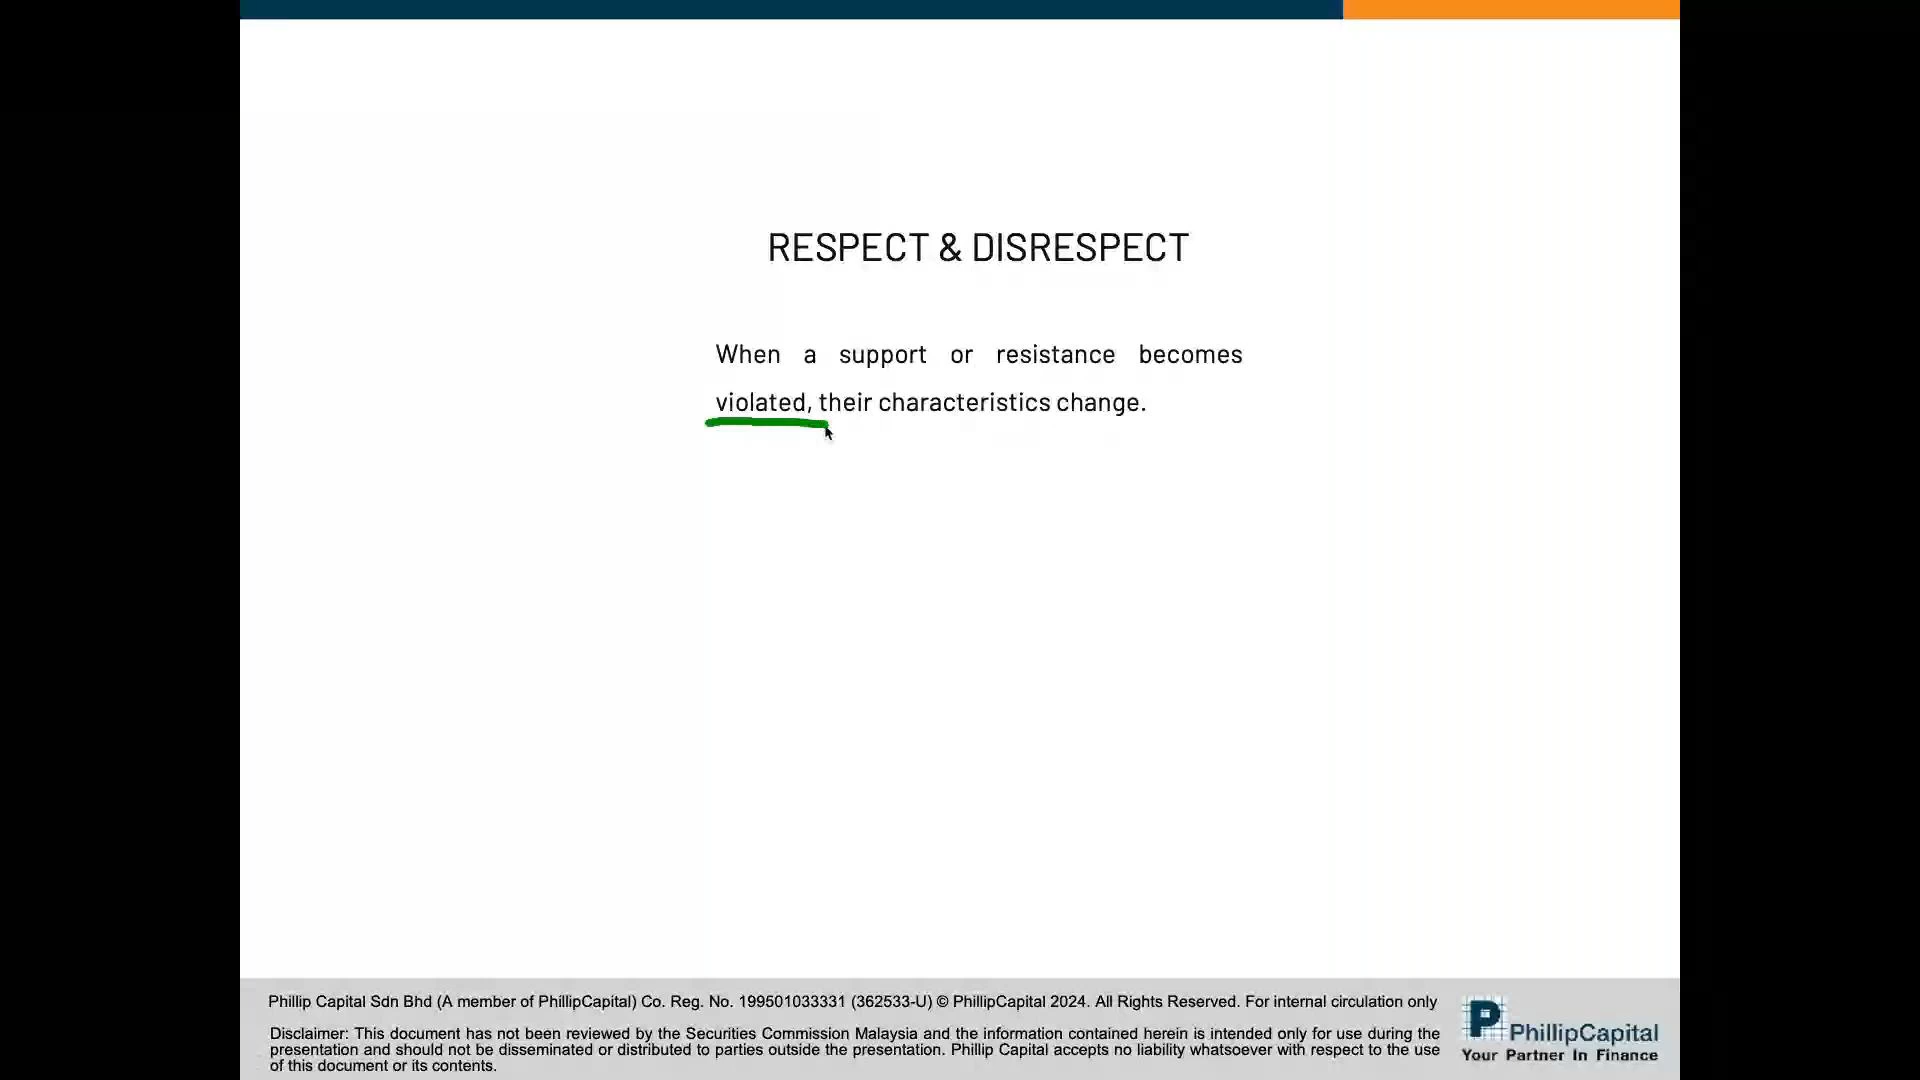 RESPECT & DISRESPECT
When a support or resistance becomes
violated, their characteristics change.
Phillip Capital Sdn Bhd (A member of PhillipCapital) Co. Reg. No. 199501033331 (362533-U) © PhillipCapital 2024. All Rights Reserved. For internal circulation only
Disclaimer: This document has not been reviewed by the Securities Commission Malaysia and the information contained herein is intended only for use during the
presentation and should not be disseminated or distributed to parties outside the presentation. Phillip Capital accepts no liability whatsoever with respect to the use
of this document or its contents.
P PhillipCapital
Your Partner In Finance